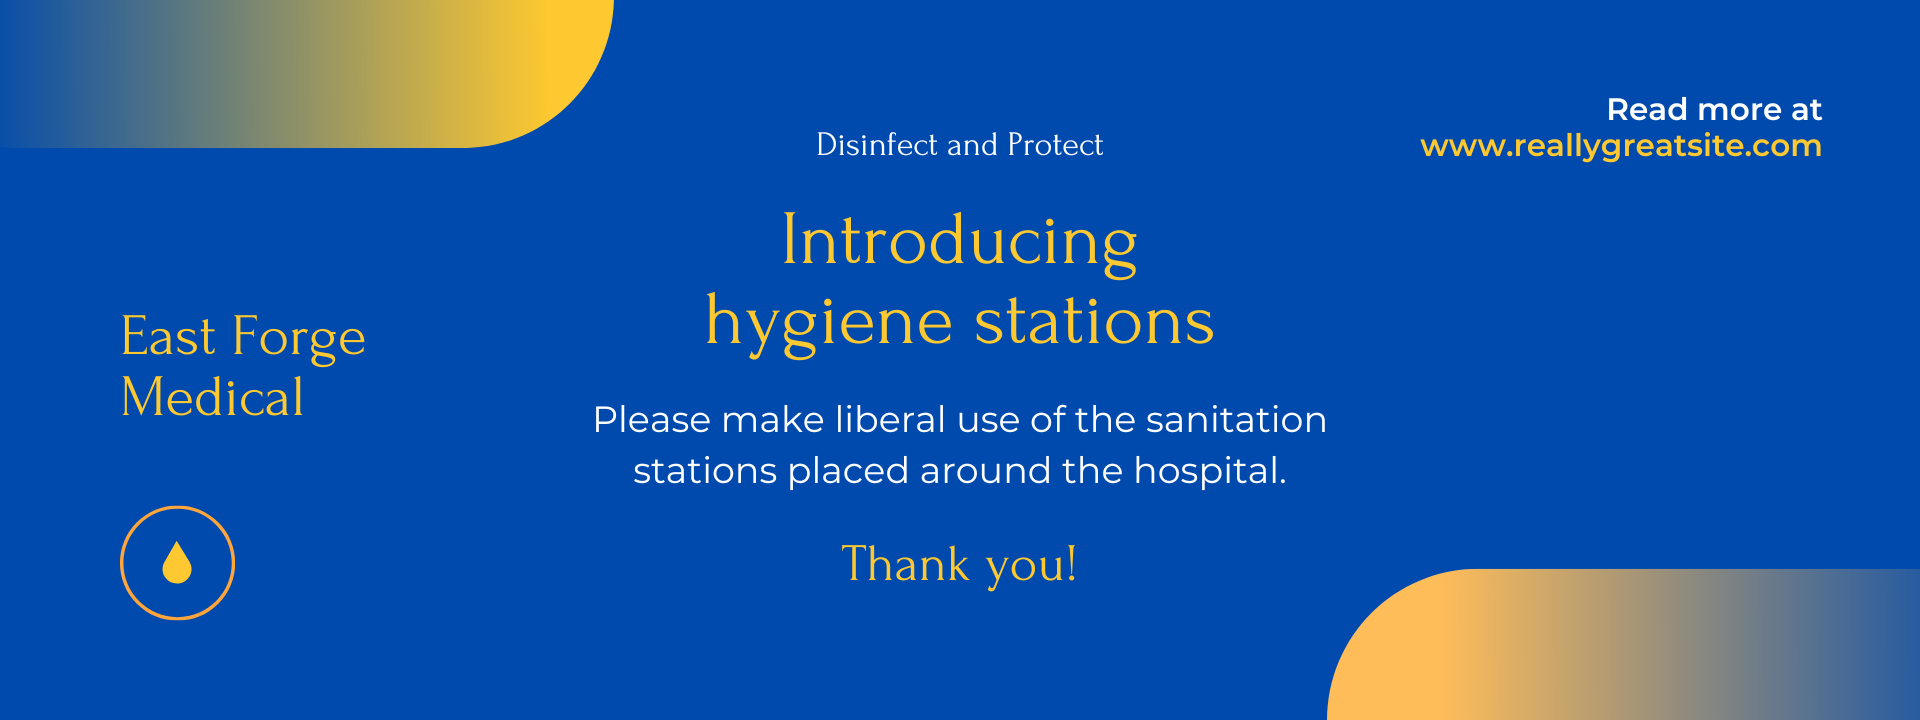 East Forge
Medical
Disinfect and Protect
Introducing
hygiene stations
Please make liberal use of the sanitation
stations placed around the hospital.
Thank you!
Read more at
www.reallygreatsite.com